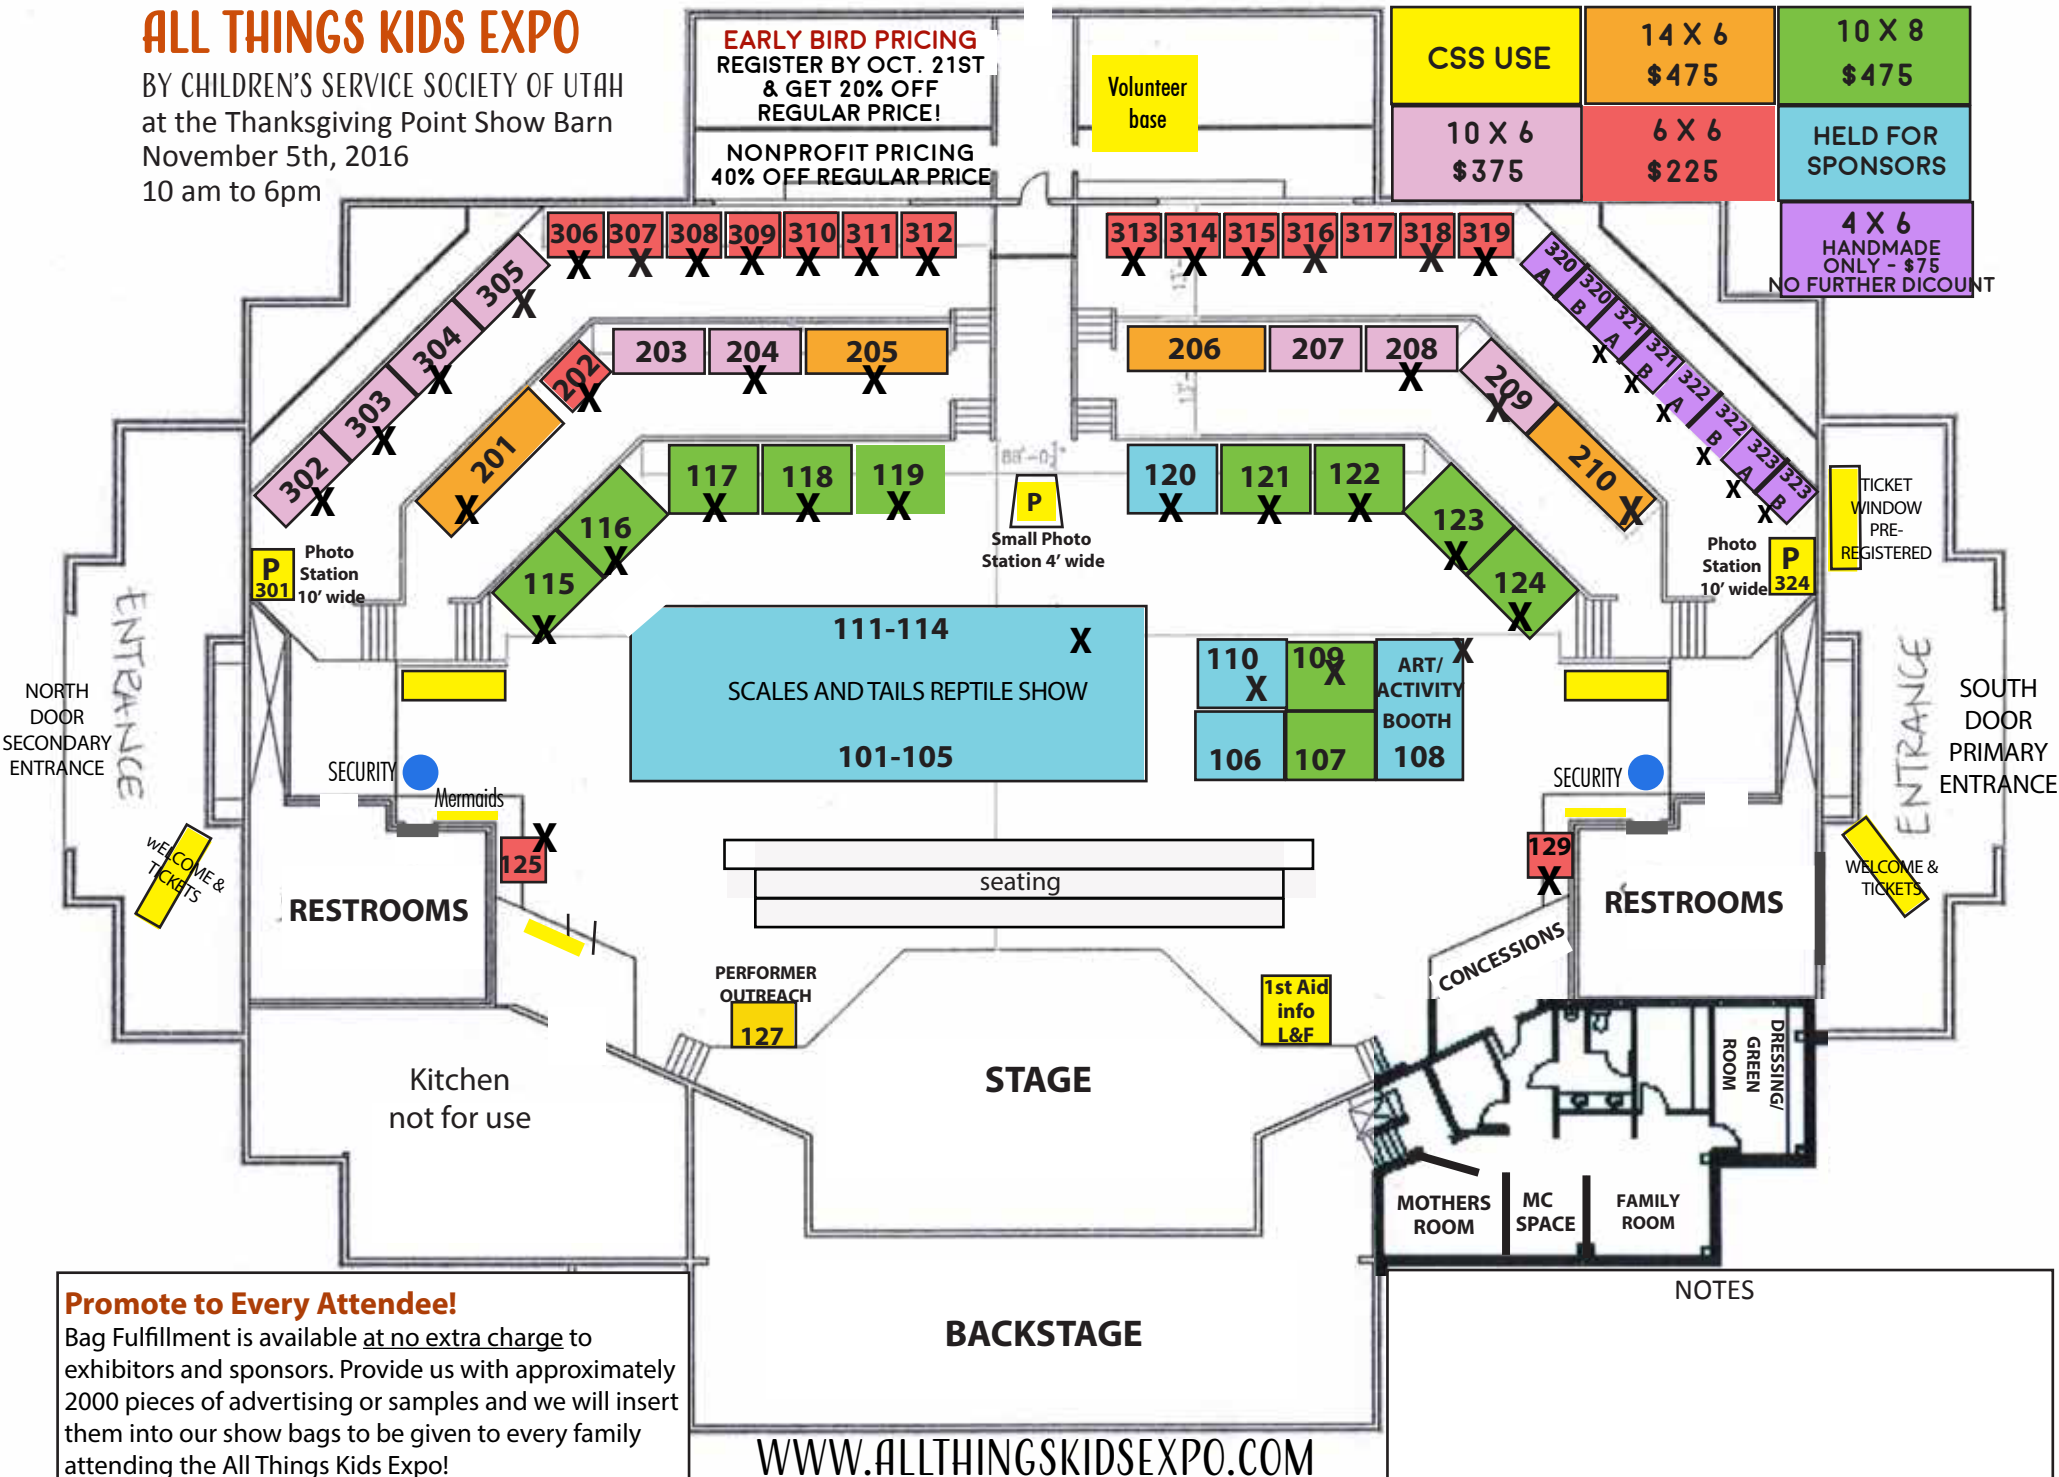 ALL THINGS KIDS EXPO
BY CHILDREN'S SERVICE SOCIETY OF UTAH
at the Thanksgiving Point Show Barn
November 5th, 2016
10 am to 6pm
EARLY BIRD PRICING
REGISTER BY OCT. 21ST
& GET 20% OFF
REGULAR PRICE!
NONPROFIT PRICING
40% OFF REGULAR PRICE
Volunteer
base
CSS USE
14 X 6
$475
10 X 8
$475
10 X 6
$375
6 X 6
$225
HELD FOR
SPONSORS
4 X 6
HANDMADE
ONLY - $75
NO FURTHER DICOUNT
306 307 308 309 310 311 312
X X X X X X X
313 314 315 316 317 318 319
X X X X X X
305
X
304
X
303
X
302
X
320
A
320
B
321
A
X
321
B
X
322
A
X
322
B
X
323
A
X
323
B
X
201
X
202
X
203
204
X
205
X
206
207
208
X
209
X
210
X
115
X
116
X
117
X
118
X
119
X
88'-0
120
X
121
X
122
X
123
X
124
X
P
Small Photo
Station 4' wide
P
301
Photo
Station
10' wide
Photo
Station
10' wide
P
324
TICKET
WINDOW
PRE-
REGISTERED
111-114
X
SCALES AND TAILS REPTILE SHOW
101-105
110
X
109
X
ART/
ACTIVITY
BOOTH
108
X
106
107
ENTRANCE
NORTH
DOOR
SECONDARY
ENTRANCE
ENTRANCE
SOUTH
DOOR
PRIMARY
ENTRANCE
SECURITY
Mermaids
SECURITY
wELCOME &
TICKETS
WELCOME &
TICKETS
125
X
129
X
RESTROOMS
RESTROOMS
seating
CONCESSIONS
PERFORMER
OUTREACH
127
1st Aid
info
L&F
STAGE
Kitchen
not for use
DRESSING/
GREEN
ROOM
MOTHERS
ROOM
MC
SPACE
FAMILY
ROOM
BACKSTAGE
Promote to Every Attendee!
Bag Fulfillment is available at no extra charge to
exhibitors and sponsors. Provide us with approximately
2000 pieces of advertising or samples and we will insert
them into our show bags to be given to every family
attending the All Things Kids Expo!
NOTES
WWW.ALLTHINGSKIDSEXPO.COM